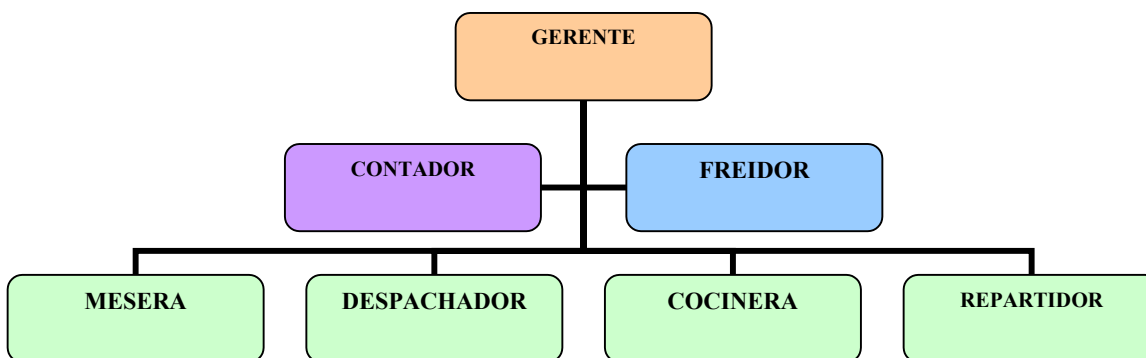 GERENTE
CONTADOR
FREIDOR
MESERA
DESPACHADOR
COCINERA
REPARTIDOR